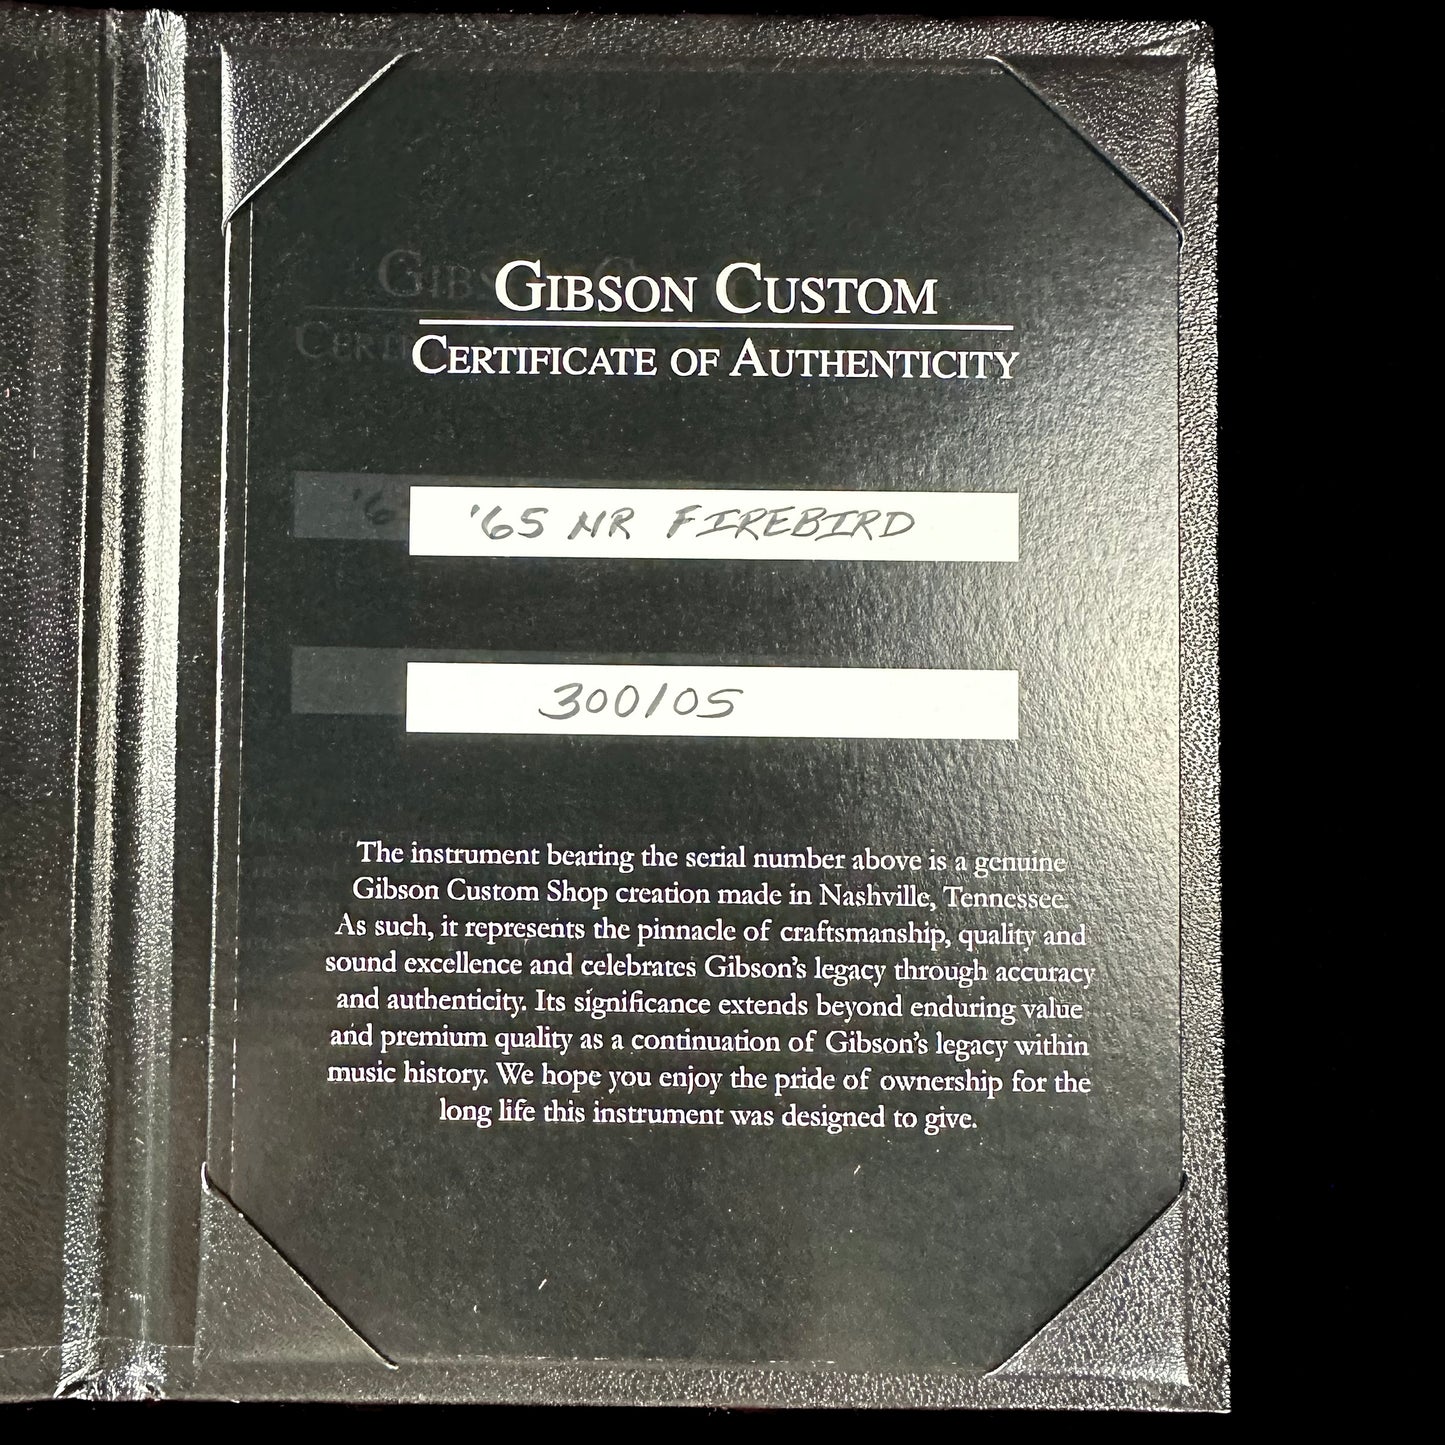 GIBSON CUSTOM
CERTIFICATE OF AUTHENTICITY
'65 NR FIREBIRD
300105
The instrument bearing the serial number above is a genuine
Gibson Custom Shop creation made in Nashville, Tennessee.
As such, it represents the pinnacle of craftsmanship, quality and
sound excellence and celebrates Gibson's legacy through accuracy
and authenticity. Its significance extends beyond enduring value
and premium quality as a continuation of Gibson's legacy within
music history. We hope you enjoy the pride of ownership for the
long life this instrument was designed to give.